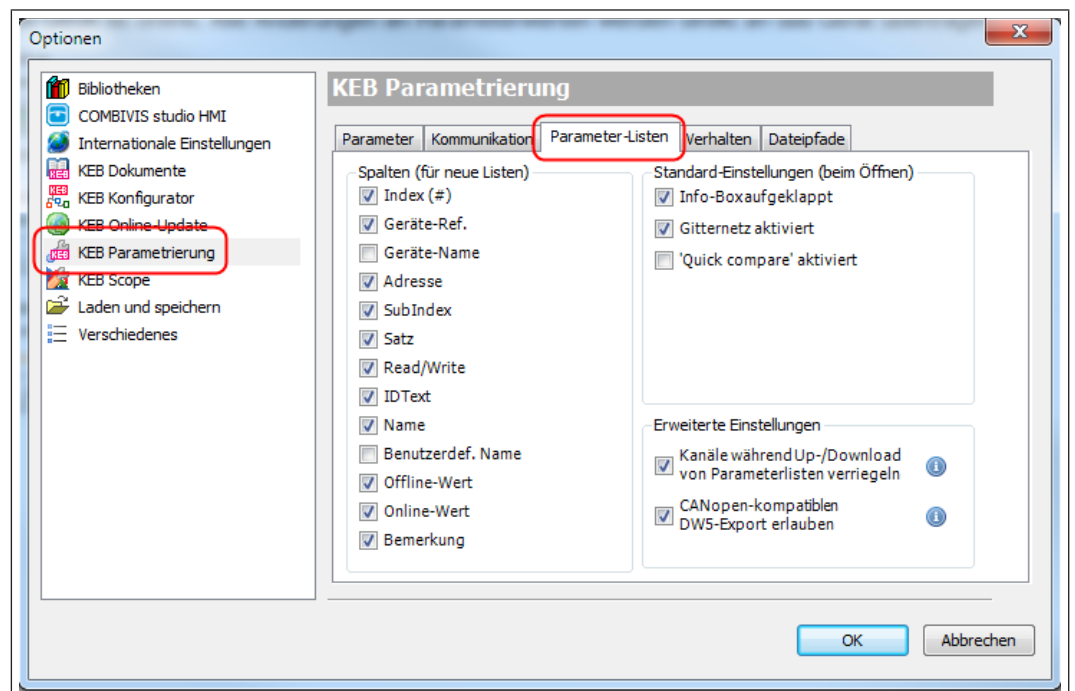 Optionen
Bibliotheken
COMBIVIS studio HMI
Internationale Einstellungen
KEB Dokumente
KEB Konfigurator
KEB Online-Update
KEB Parametrierung
KEB Scope
Laden und speichern
Verschiedenes
KEB Parametrierung
Parameter Kommunikation Parameter-Listen Verhalten Dateipfade
Spalten (für neue Listen)
Index (#)
Geräte-Ref.
Geräte-Name
Adresse
SubIndex
Satz
Read/Write
IDText
Name
Benutzerdef. Name
Offline-Wert
Online-Wert
Bemerkung
Standard-Einstellungen (beim Öffnen)
Info-Boxaufgeklappt
Gitternetz aktiviert
'Quick compare' aktiviert
Erweiterte Einstellungen
Kanäle während Up-/Download
von Parameterlisten verriegeln
CANopen-kompatiblen
DW5-Export erlauben
OK Abbrechen